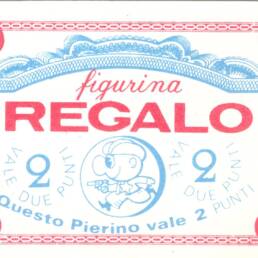 figurina
REGALO
VALE DUE PUNTI
2
2
VALE DUE PUNTI
Questo Pierino vale 2 PUNTI